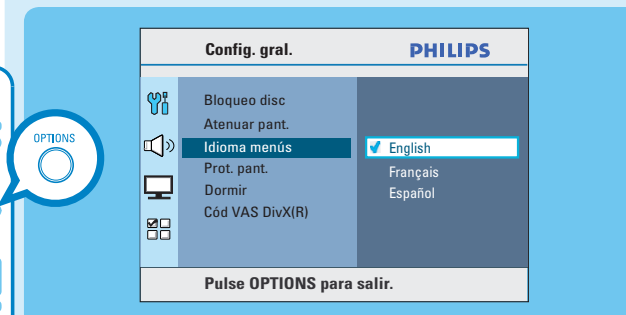 Config. gral.
PHILIPS
OPTIONS
Bloqueo disc
Atenuar pant.
Idioma menús
Prot. pant.
Dormir
Cód VAS DivX(R)
English
Français
Español
Pulse OPTIONS para salir.